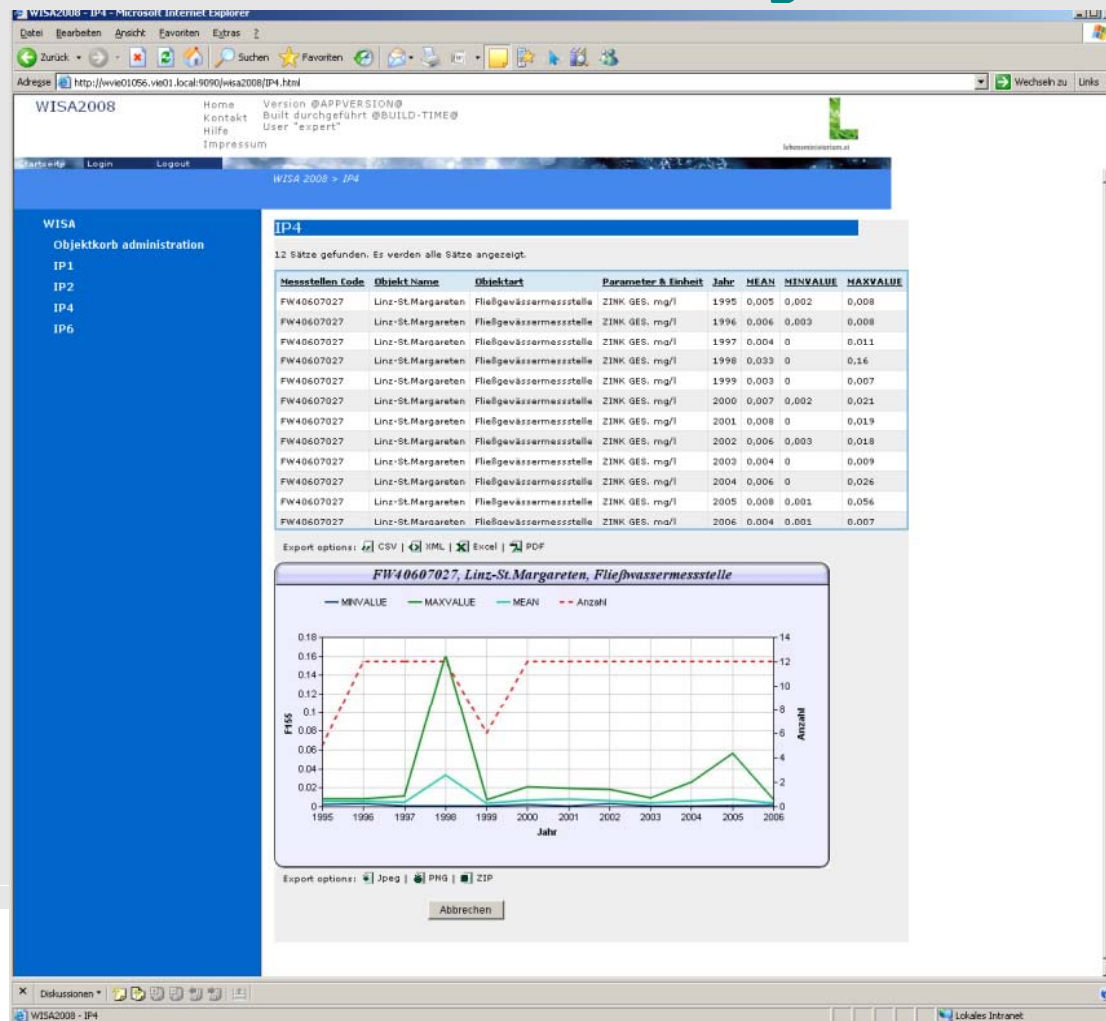 WISA2008 - IP4 - Microsoft Internet Explorer
Datei Bearbeiten Ansicht Favoriten Extras ?
Zurück Suchen Favoriten
Adresse http://wvie01056.vie01.local:9090/wisa2008/IP4.html Wechseln zu Links
WISA2008
Home
Kontakt
Hilfe
Impressum
Version @APPVERSION@
Built durchgeführt @BUILD-TIME@
User "expert"
lebensministerium.at
Startseite Login Logout
WISA 2008 > IP4
WISA
Objektkorb administration
IP1
IP2
IP4
IP6
IP4
12 Sätze gefunden. Es verden alle Sätze angezeigt.
Messstellen Code Objekt Name Objektart Parameter & Einheit Jahr MEAN MINVALUE MAXVALUE
FW40607027 Linz-St.Margareten Fließgewässermessstelle ZINK GES. mg/l 1995 0,005 0,002 0,008
FW40607027 Linz-St.Margareten Fließgewässermessstelle ZINK GES. mg/l 1996 0,006 0,003 0,008
FW40607027 Linz-St.Margareten Fließgewässermessstelle ZINK GES. mg/l 1997 0,004 0 0,011
FW40607027 Linz-St.Margareten Fließgewässermessstelle ZINK GES. mg/l 1998 0,033 0 0,16
FW40607027 Linz-St.Margareten Fließgewässermessstelle ZINK GES. mg/l 1999 0,003 0 0,007
FW40607027 Linz-St.Margareten Fließgewässermessstelle ZINK GES. mg/l 2000 0,007 0,002 0,021
FW40607027 Linz-St.Margareten Fließgewässermessstelle ZINK GES. mg/l 2001 0,008 0 0,019
FW40607027 Linz-St.Margareten Fließgewässermessstelle ZINK GES. mg/l 2002 0,006 0,003 0,018
FW40607027 Linz-St.Margareten Fließgewässermessstelle ZINK GES. mg/l 2003 0,004 0 0,009
FW40607027 Linz-St.Margareten Fließgewässermessstelle ZINK GES. mg/l 2004 0,006 0 0,026
FW40607027 Linz-St.Margareten Fließgewässermessstelle ZINK GES. mg/l 2005 0,008 0,001 0,056
FW40607027 Linz-St.Margareten Fließgewässermessstelle ZINK GES. mg/l 2006 0,004 0,001 0,007
Export options: CSV | XML | Excel | PDF
FW40607027, Linz-St.Margareten, Fließwassermessstelle
MINVALUE MAXVALUE MEAN Anzahl
0.18 14
0.16 12
0.14
0.12 10
0.1 8
0.08 6
0.06 4
0.04
0.02 2
0 0
F155
Anzahl
1995 1996 1997 1998 1999 2000 2001 2002 2003 2004 2005 2006
Jahr
Export options: Jpeg | PNG | ZIP
Abbrechen
Diskussionen
WISA2008 - IP4 Lokales Intranet